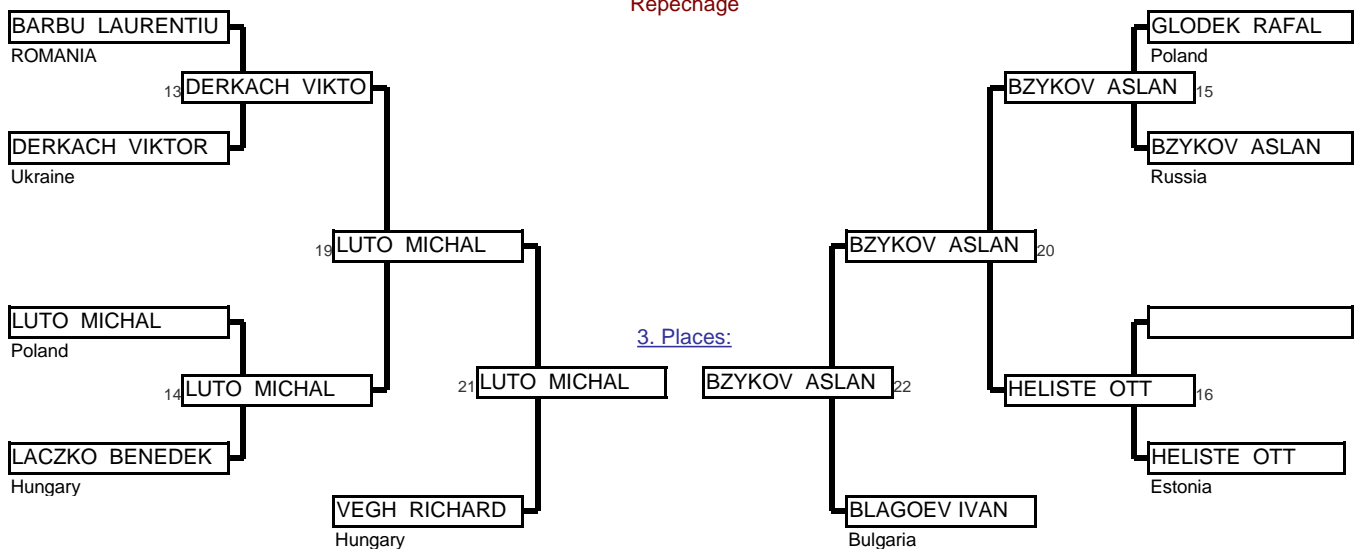 Repechage
BARBU LAURENTIU
GLODEK RAFAL
ROMANIA
Poland
13 DERKACH VIKTO
BZYKOV ASLAN 15
DERKACH VIKTOR
BZYKOV ASLAN
Ukraine
Russia
19 LUTO MICHAL
BZYKOV ASLAN 20
LUTO MICHAL
Poland
3. Places:
14 LUTO MICHAL
21 LUTO MICHAL
BZYKOV ASLAN 22
HELISTE OTT 16
LACZKO BENEDEK
HELISTE OTT
Hungary
Estonia
VEGH RICHARD
BLAGOEV IVAN
Hungary
Bulgaria